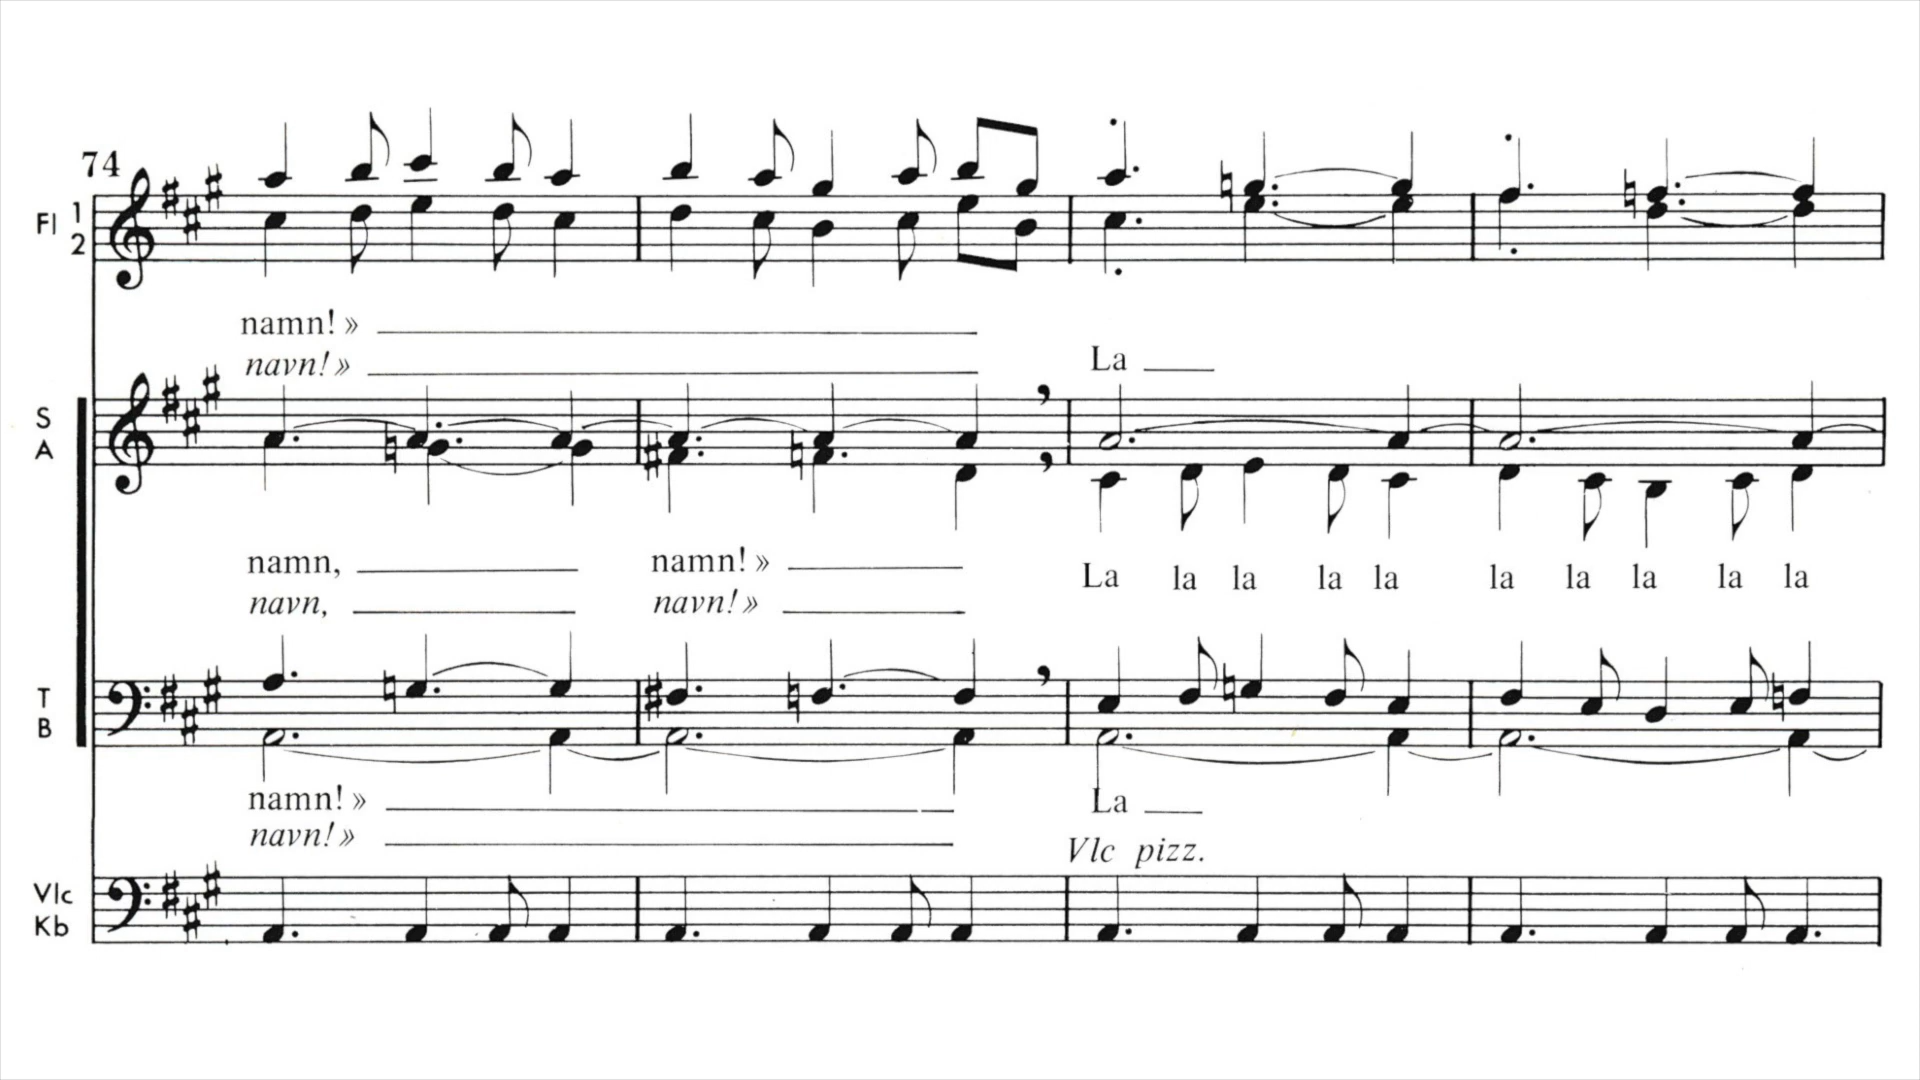 74
Fl 1
2
namn!»
navn!»
La
S
A
namn, namn!»
navn, navn!»
La la la la la la la la la la
T
B
namn!»
navn!»
La
Vlc pizz.
Vlc
Kb